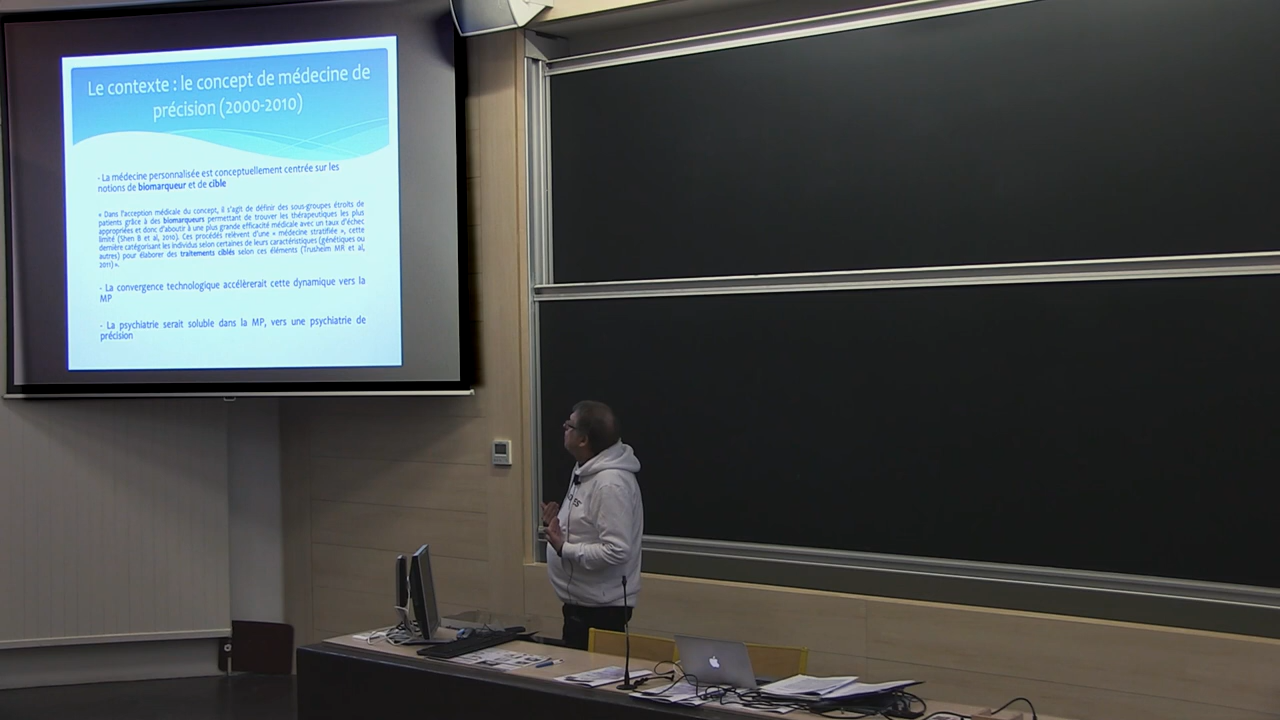 Le contexte : le concept de médecine de
précision (2000-2010)
- La médecine personnalisée est conceptuellement centrée sur les
notions de biomarqueur et de cible
« Dans l'acception médicale du concept, il s'agit de définir des sous-groupes étroits de
patients grâce à des biomarqueurs permettant de trouver les thérapeutiques les plus
appropriées et donc d'aboutir à une plus grande efficacité médicale avec un taux d'échec
limité (Shen B et al, 2010). Ces procédés relèvent d'une « médecine stratifiée », cette
dernière catégorisant les individus selon certaines de leurs caractéristiques (génétiques ou
autres) pour élaborer des traitements ciblés selon ces éléments (Trusheim MR et al,
2011) ».
- La convergence technologique accélèrerait cette dynamique vers la
MP
- La psychiatrie serait soluble dans la MP, vers une psychiatrie de
précision